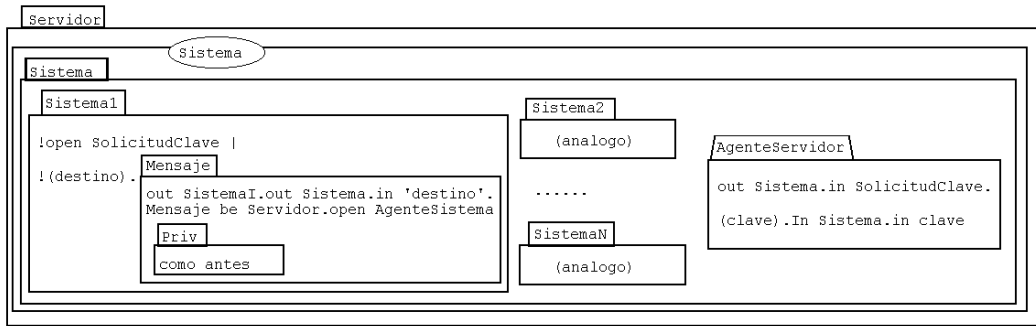 Servidor
Sistema
Sistema
Sistema1
!open SolicitudClave |
!(destino).
Mensaje
out SistemaI.out Sistema.in 'destino'.
Mensaje be Servidor.open AgenteSistema
Priv
como antes
Sistema2
(analogo)
......
SistemaN
(analogo)
AgenteServidor
out Sistema.in SolicitudClave.
(clave).In Sistema.in clave